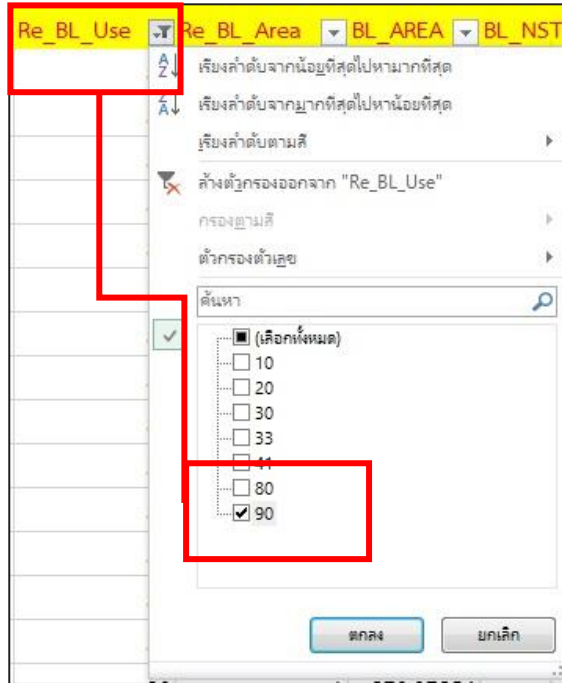 Re_BL_Use Re_BL_Area BL_AREA BL_NST
เรียงลำดับจากน้อยที่สุดไปหามากที่สุด
เรียงลำดับจากมากที่สุดไปหาน้อยที่สุด
เรียงลำดับตามสี
ล้างตัวกรองออกจาก "Re_BL_Use"
กรองตามสี
ตัวกรองตัวเลข
ค้นหา
(เลือกทั้งหมด)
10
20
30
33
41
80
90
ตกลง ยกเลิก